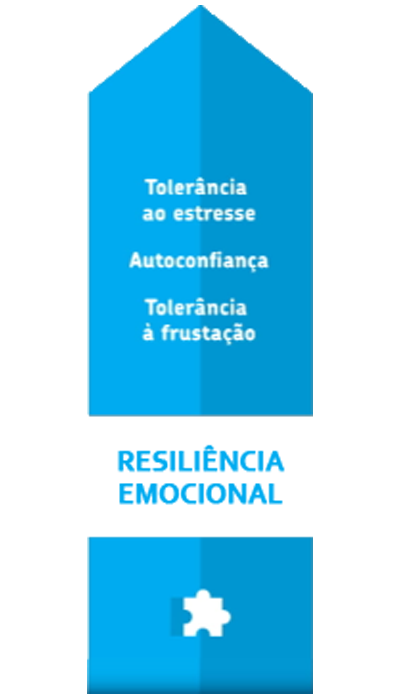 Tolerância
ao estresse
Autoconfiança
Tolerância
à frustação
RESILIÊNCIA
EMOCIONAL